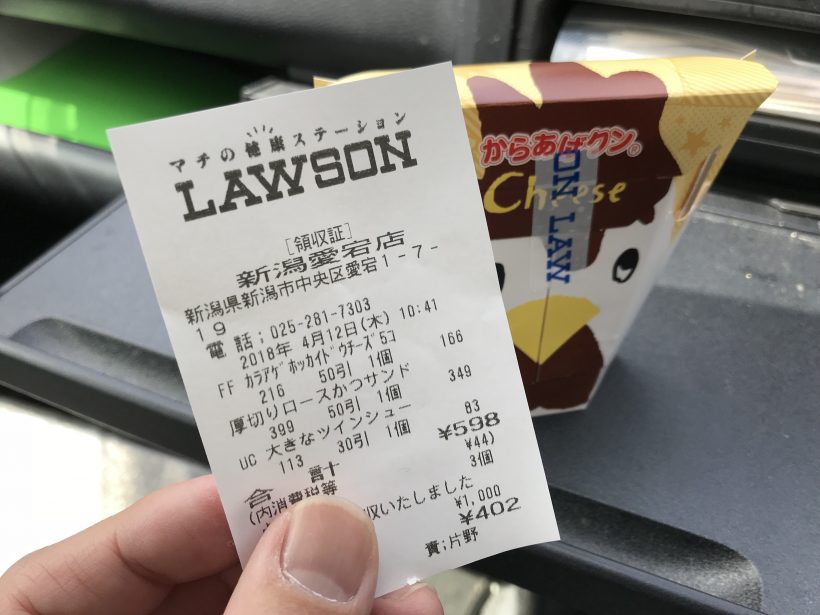 マチの健康ステーション
LAWSON
[領収証]
新潟愛宕店
新潟県新潟市中央区愛宕1-7-
19
電話;025-281-7303
2018年 4月12日(木) 10:41
FF ｶﾗｱｹﾞﾎｯｶｲﾄﾞｳﾁｰｽﾞ5ｺ 166
216 50引 1個
厚切りロースかつサンド 349
399 50引 1個
UC 大きなツインシュー 83
113 30引 1個
合 計 ¥598
(内消費税等 ¥44)
3個
収いたしました
¥1,000
¥402
責;片野
からあげクン。
Cheese
ON LAW